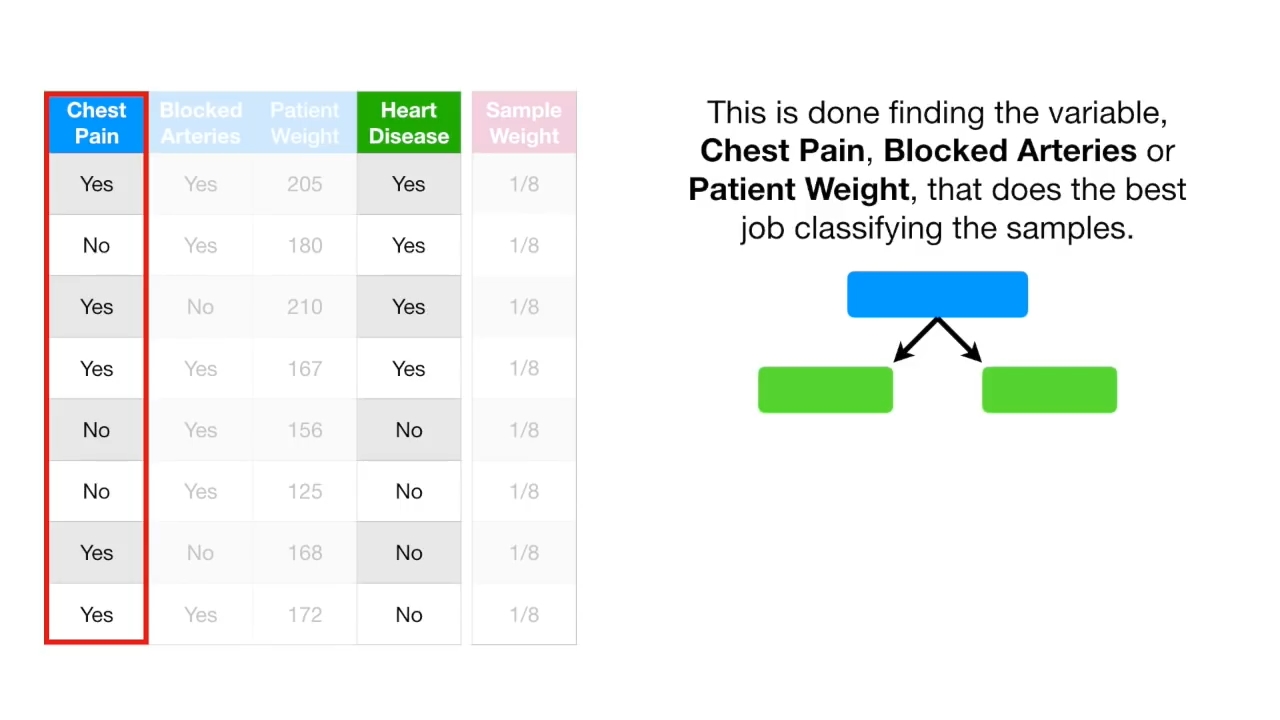 Chest Pain Blocked Arteries Patient Weight Heart Disease Sample Weight
Yes Yes 205 Yes 1/8
No Yes 180 Yes 1/8
Yes No 210 Yes 1/8
Yes Yes 167 Yes 1/8
No Yes 156 No 1/8
No Yes 125 No 1/8
Yes No 168 No 1/8
Yes Yes 172 No 1/8
This is done finding the variable,
Chest Pain, Blocked Arteries or
Patient Weight, that does the best
job classifying the samples.